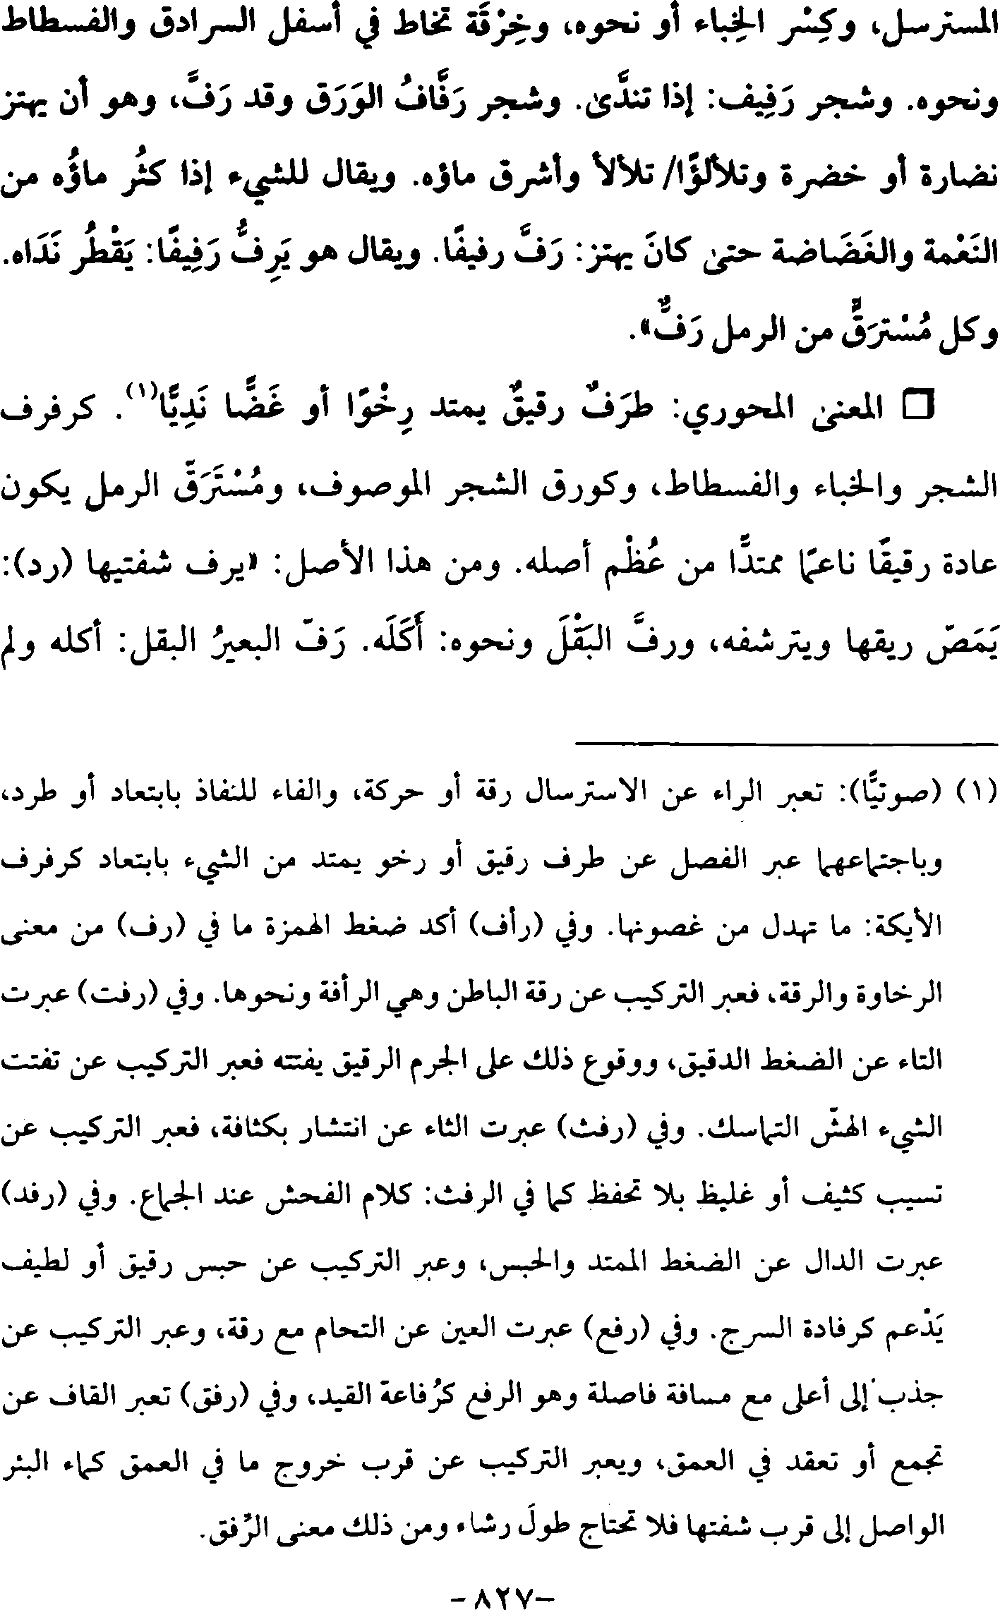 المسترسل، وكِسْر الخِباء أو نحوه، وخِرْقَة تخاط في أسفل السرادق والفسطاط
ونحوه. وشجر رَفِيف: إذا تندَّى. وشجر رَفَّافُ الوَرَق وقد رَفَّ، وهو أن يهتز
نضارة أو خضرة وتلألؤًا/ تلألأ وأشرق ماؤه. ويقال للشيء إذا كثُر ماؤُه من
النَعْمة والغَضَاضة حتى كانَ يهتز: رَفَّ رفيفًا. ويقال هو يَرِفُّ رَفِيفًا: يَقْطُر نَدَاه.
وكل مُسْترَقٍّ من الرمل رَفٌّ».
□ المعنى المحوري: طرَفٌ رقيقٌ يمتد رِخْوًا أو غَضًّا نَدِيًّا(١). كرفرف
الشجر والخباء والفسطاط، وكورق الشجر الموصوف، ومُسْتَرَقّ الرمل يكون
عادة رقيقًا ناعمًا ممتدًّا من عُظْم أصله. ومن هذا الأصل: «يرف شفتيها (رد):
يَمَصّ ريقها ويترشفه، ورفَّ البَقْلَ ونحوه: أَكَلَه. رَفّ البعيرُ البقل: أكله ولم
(١) (صوتيًّا): تعبر الراء عن الاسترسال رقة أو حركة، والفاء للنفاذ بابتعاد أو طرد،
وباجتماعهما عبر الفصل عن طرف رقيق أو رخو يمتد من الشيء بابتعاد كرفرف
الأيكة: ما تهدل من غصونها. وفي (رأف) أكد ضغط الهمزة ما في (رف) من معنى
الرخاوة والرقة، فعبر التركيب عن رقة الباطن وهي الرأفة ونحوها. وفي (رفت) عبرت
التاء عن الضغط الدقيق، ووقوع ذلك على الجرم الرقيق يفتته فعبر التركيب عن تفتت
الشيء الهشّ التماسك. وفي (رفث) عبرت الثاء عن انتشار بكثافة، فعبر التركيب عن
تسيب كثيف أو غليظ بلا تحفظ كما في الرفث: كلام الفحش عند الجماع. وفي (رفد)
عبرت الدال عن الضغط الممتد والحبس، وعبر التركيب عن حبس رقيق أو لطيف
يَدْعم كرفادة السرج. وفي (رفع) عبرت العين عن التحام مع رقة، وعبر التركيب عن
جذب إلى أعلى مع مسافة فاصلة وهو الرفع كرُفاعة القيد، وفي (رفق) تعبر القاف عن
تجمع أو تعقد في العمق، ويعبر التركيب عن قرب خروج ما في العمق كماء البئر
الواصل إلى قرب شفتها فلا تحتاج طولَ رشاء ومن ذلك معنى الرِّفق.
-٨٢٧-